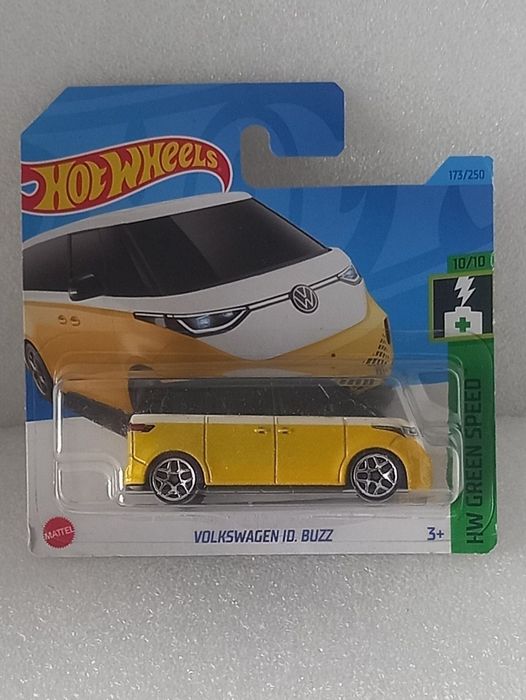 HOT WHEELS
173/250
10/10
HW GREEN SPEED
MATTEL
VOLKSWAGEN ID. BUZZ
3+